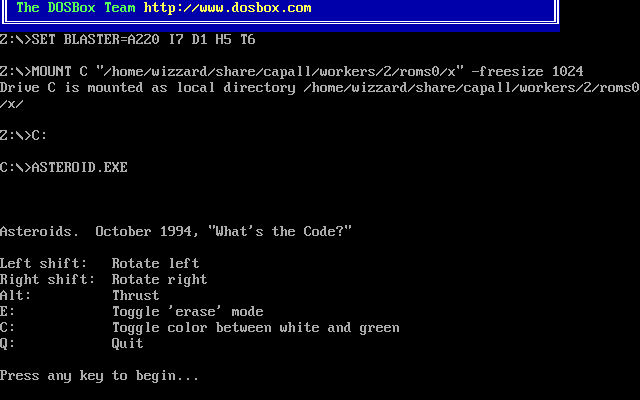 The DOSBox Team http://www.dosbox.com
Z:\>SET BLASTER=A220 I7 D1 H5 T6
Z:\>MOUNT C "/home/wizzard/share/capall/workers/2/roms0/x" -freesize 1024
Drive C is mounted as local directory /home/wizzard/share/capall/workers/2/roms0
/x/
Z:\>C:
C:\>ASTEROID.EXE
Asteroids.  October 1994, "What's the Code?"
Left shift:   Rotate left
Right shift:  Rotate right
Alt:          Thrust
E:            Toggle 'erase' mode
C:            Toggle color between white and green
Q:            Quit
Press any key to begin...